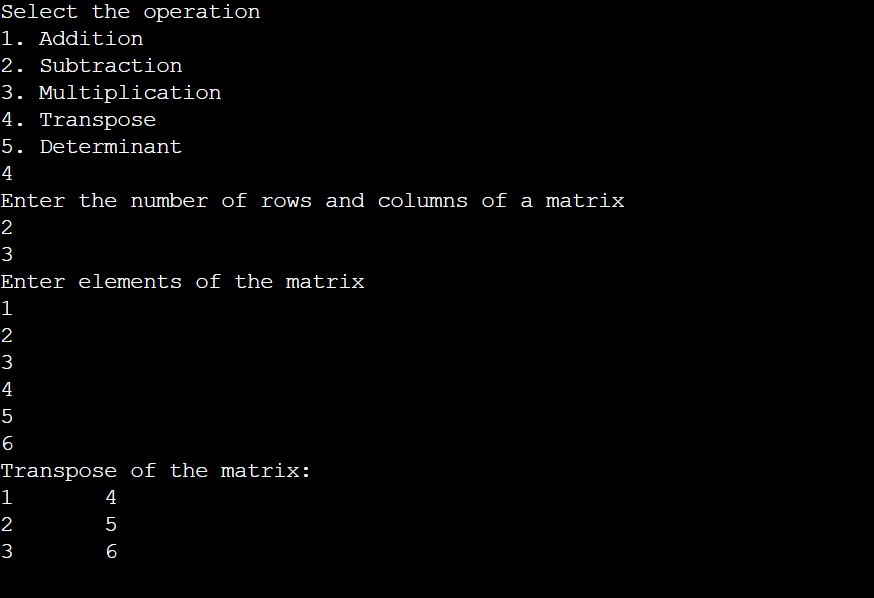 Select the operation
1. Addition
2. Subtraction
3. Multiplication
4. Transpose
5. Determinant
4
Enter the number of rows and columns of a matrix
2
3
Enter elements of the matrix
1
2
3
4
5
6
Transpose of the matrix:
1 4
2 5
3 6